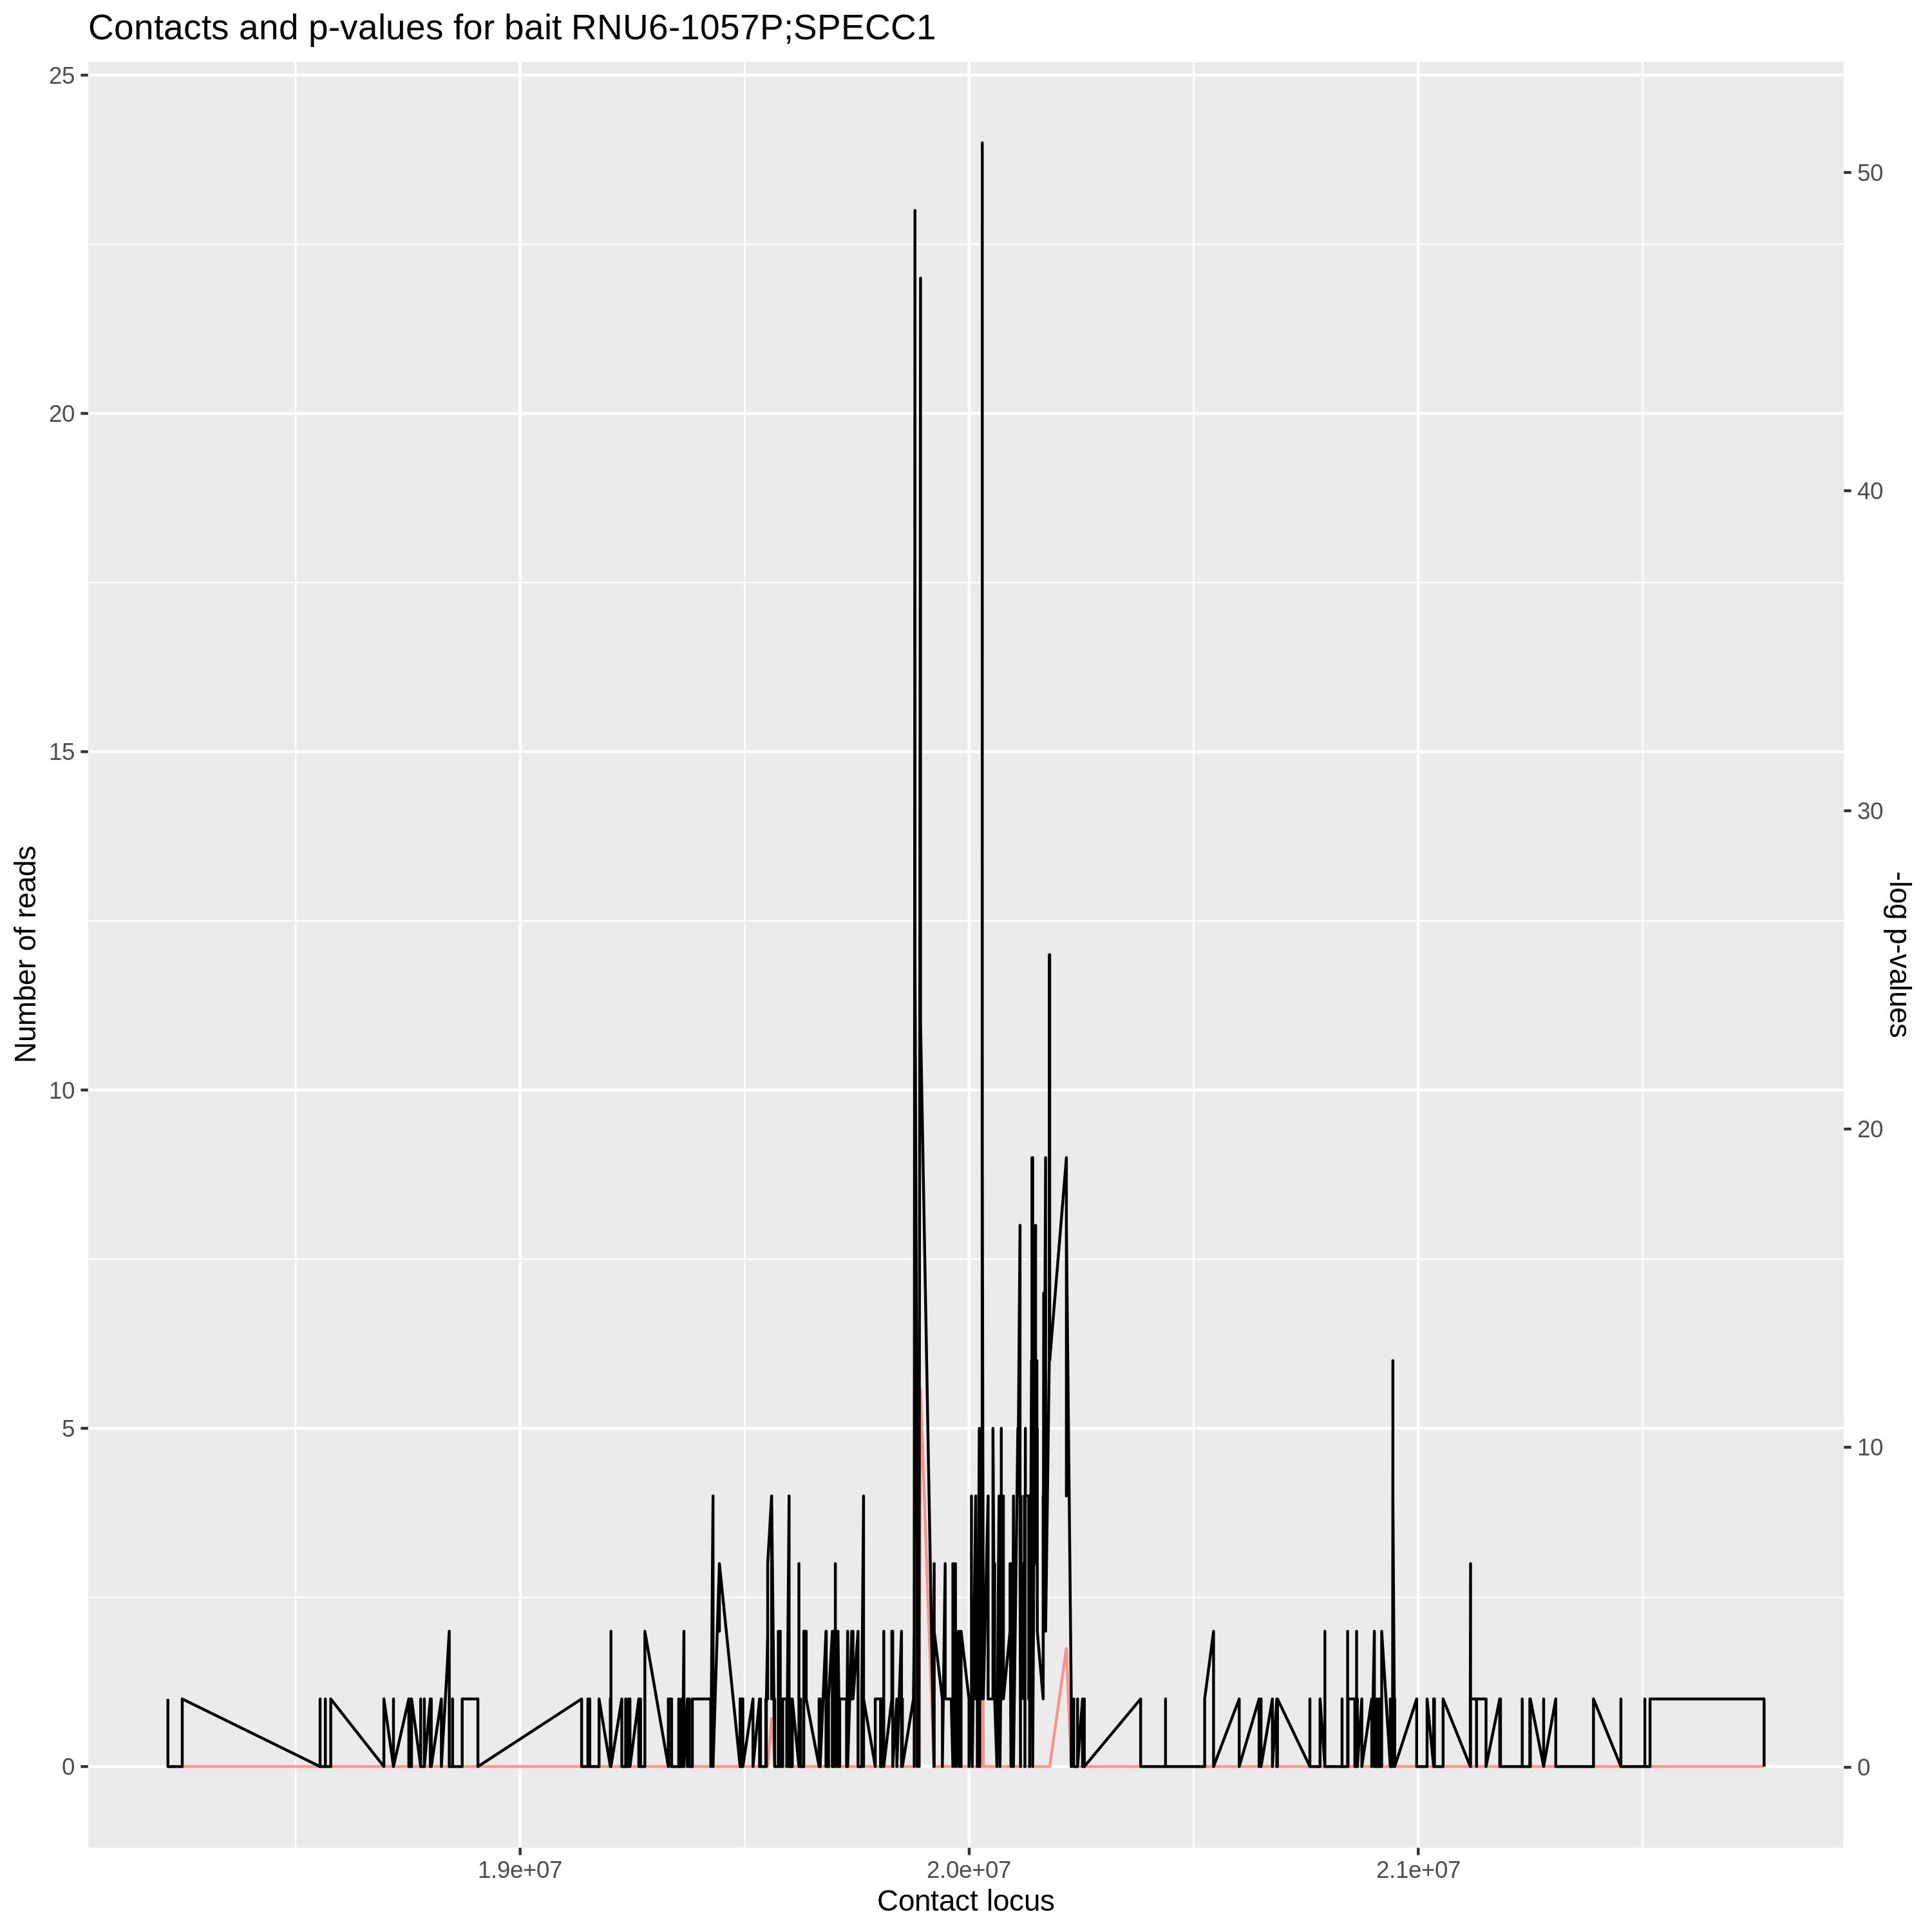 Contacts and p-values for bait RNU6-1057P;SPECC1
25
20
15
10
5
0
Number of reads
50
40
30
20
10
0
-log p-values
1.9e+07
2.0e+07
2.1e+07
Contact locus